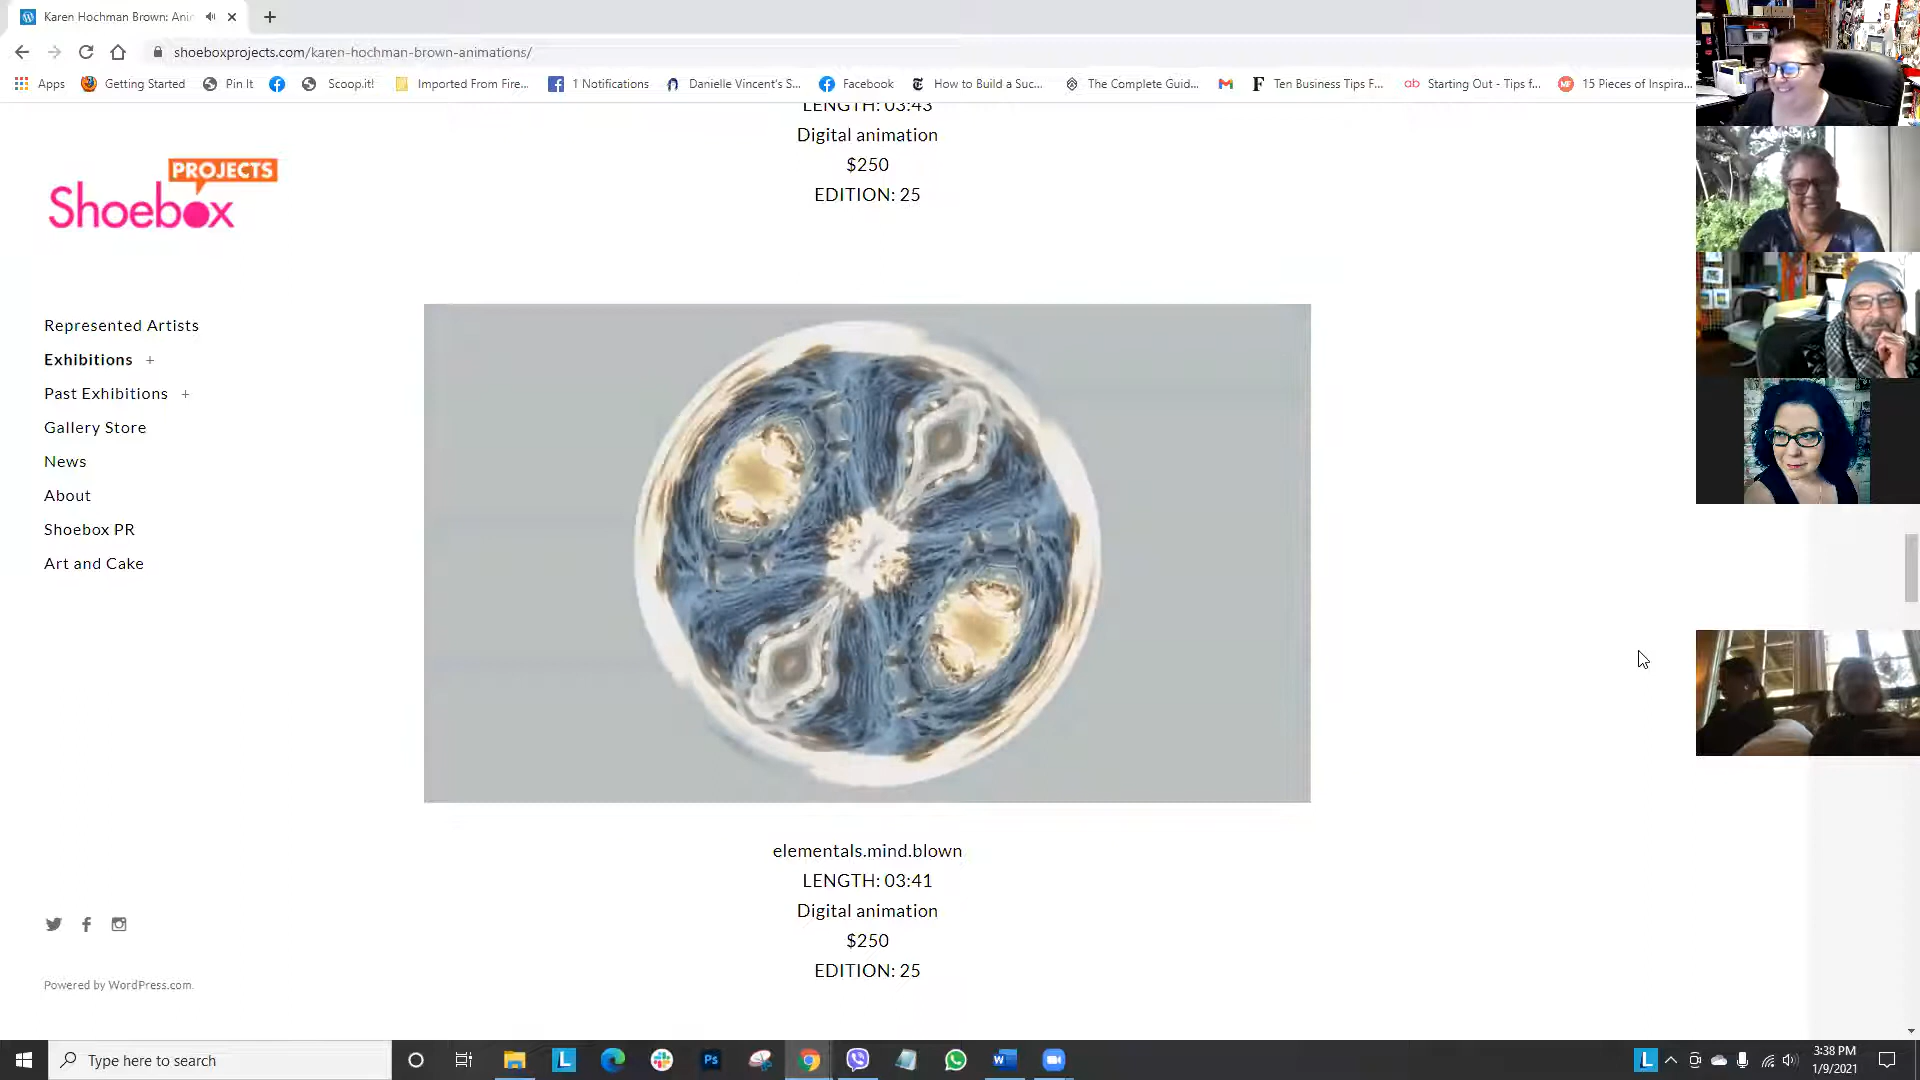 Karen Hochman Brown: Ani
shoeboxprojects.com/karen-hochman-brown-animations/
Apps
Getting Started
Pin It
Scoop.it!
Imported From Fire...
1 Notifications
Danielle Vincent's S...
Facebook
How to Build a Suc...
The Complete Guid...
Ten Business Tips F...
Starting Out - Tips f...
15 Pieces of Inspira...
LENGTH: 03:43
Digital animation
$250
EDITION: 25
PROJECTS
Shoebox
Represented Artists
Exhibitions +
Past Exhibitions +
Gallery Store
News
About
Shoebox PR
Art and Cake
elementals.mind.blown
LENGTH: 03:41
Digital animation
$250
EDITION: 25
Powered by WordPress.com.
Type here to search
3:38 PM
1/9/2021